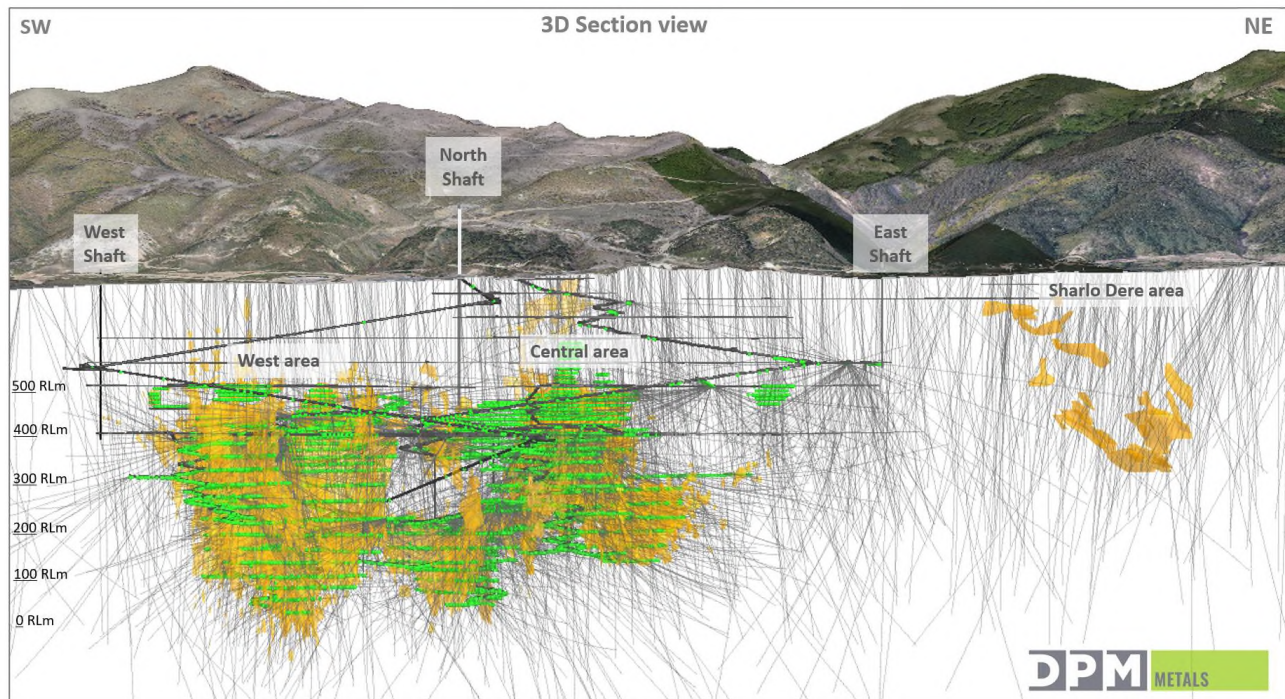 SW
3D Section view
NE
North
Shaft
West
Shaft
East
Shaft
Sharlo Dere area
West area
Central area
500 RLm
400 RLm
300 RLm
200 RLm
100 RLm
0 RLm
DPM
METALS